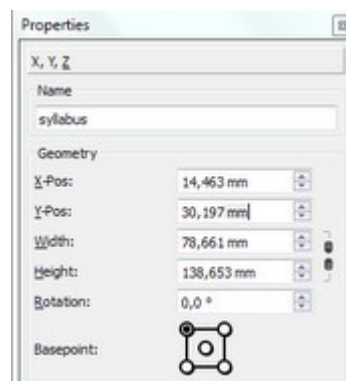 Properties
X, Y, Z
Name
syllabus
Geometry
X-Pos: 14,463 mm
Y-Pos: 30,197 mm
Width: 78,661 mm
Height: 138,653 mm
Rotation: 0,0 °
Basepoint: